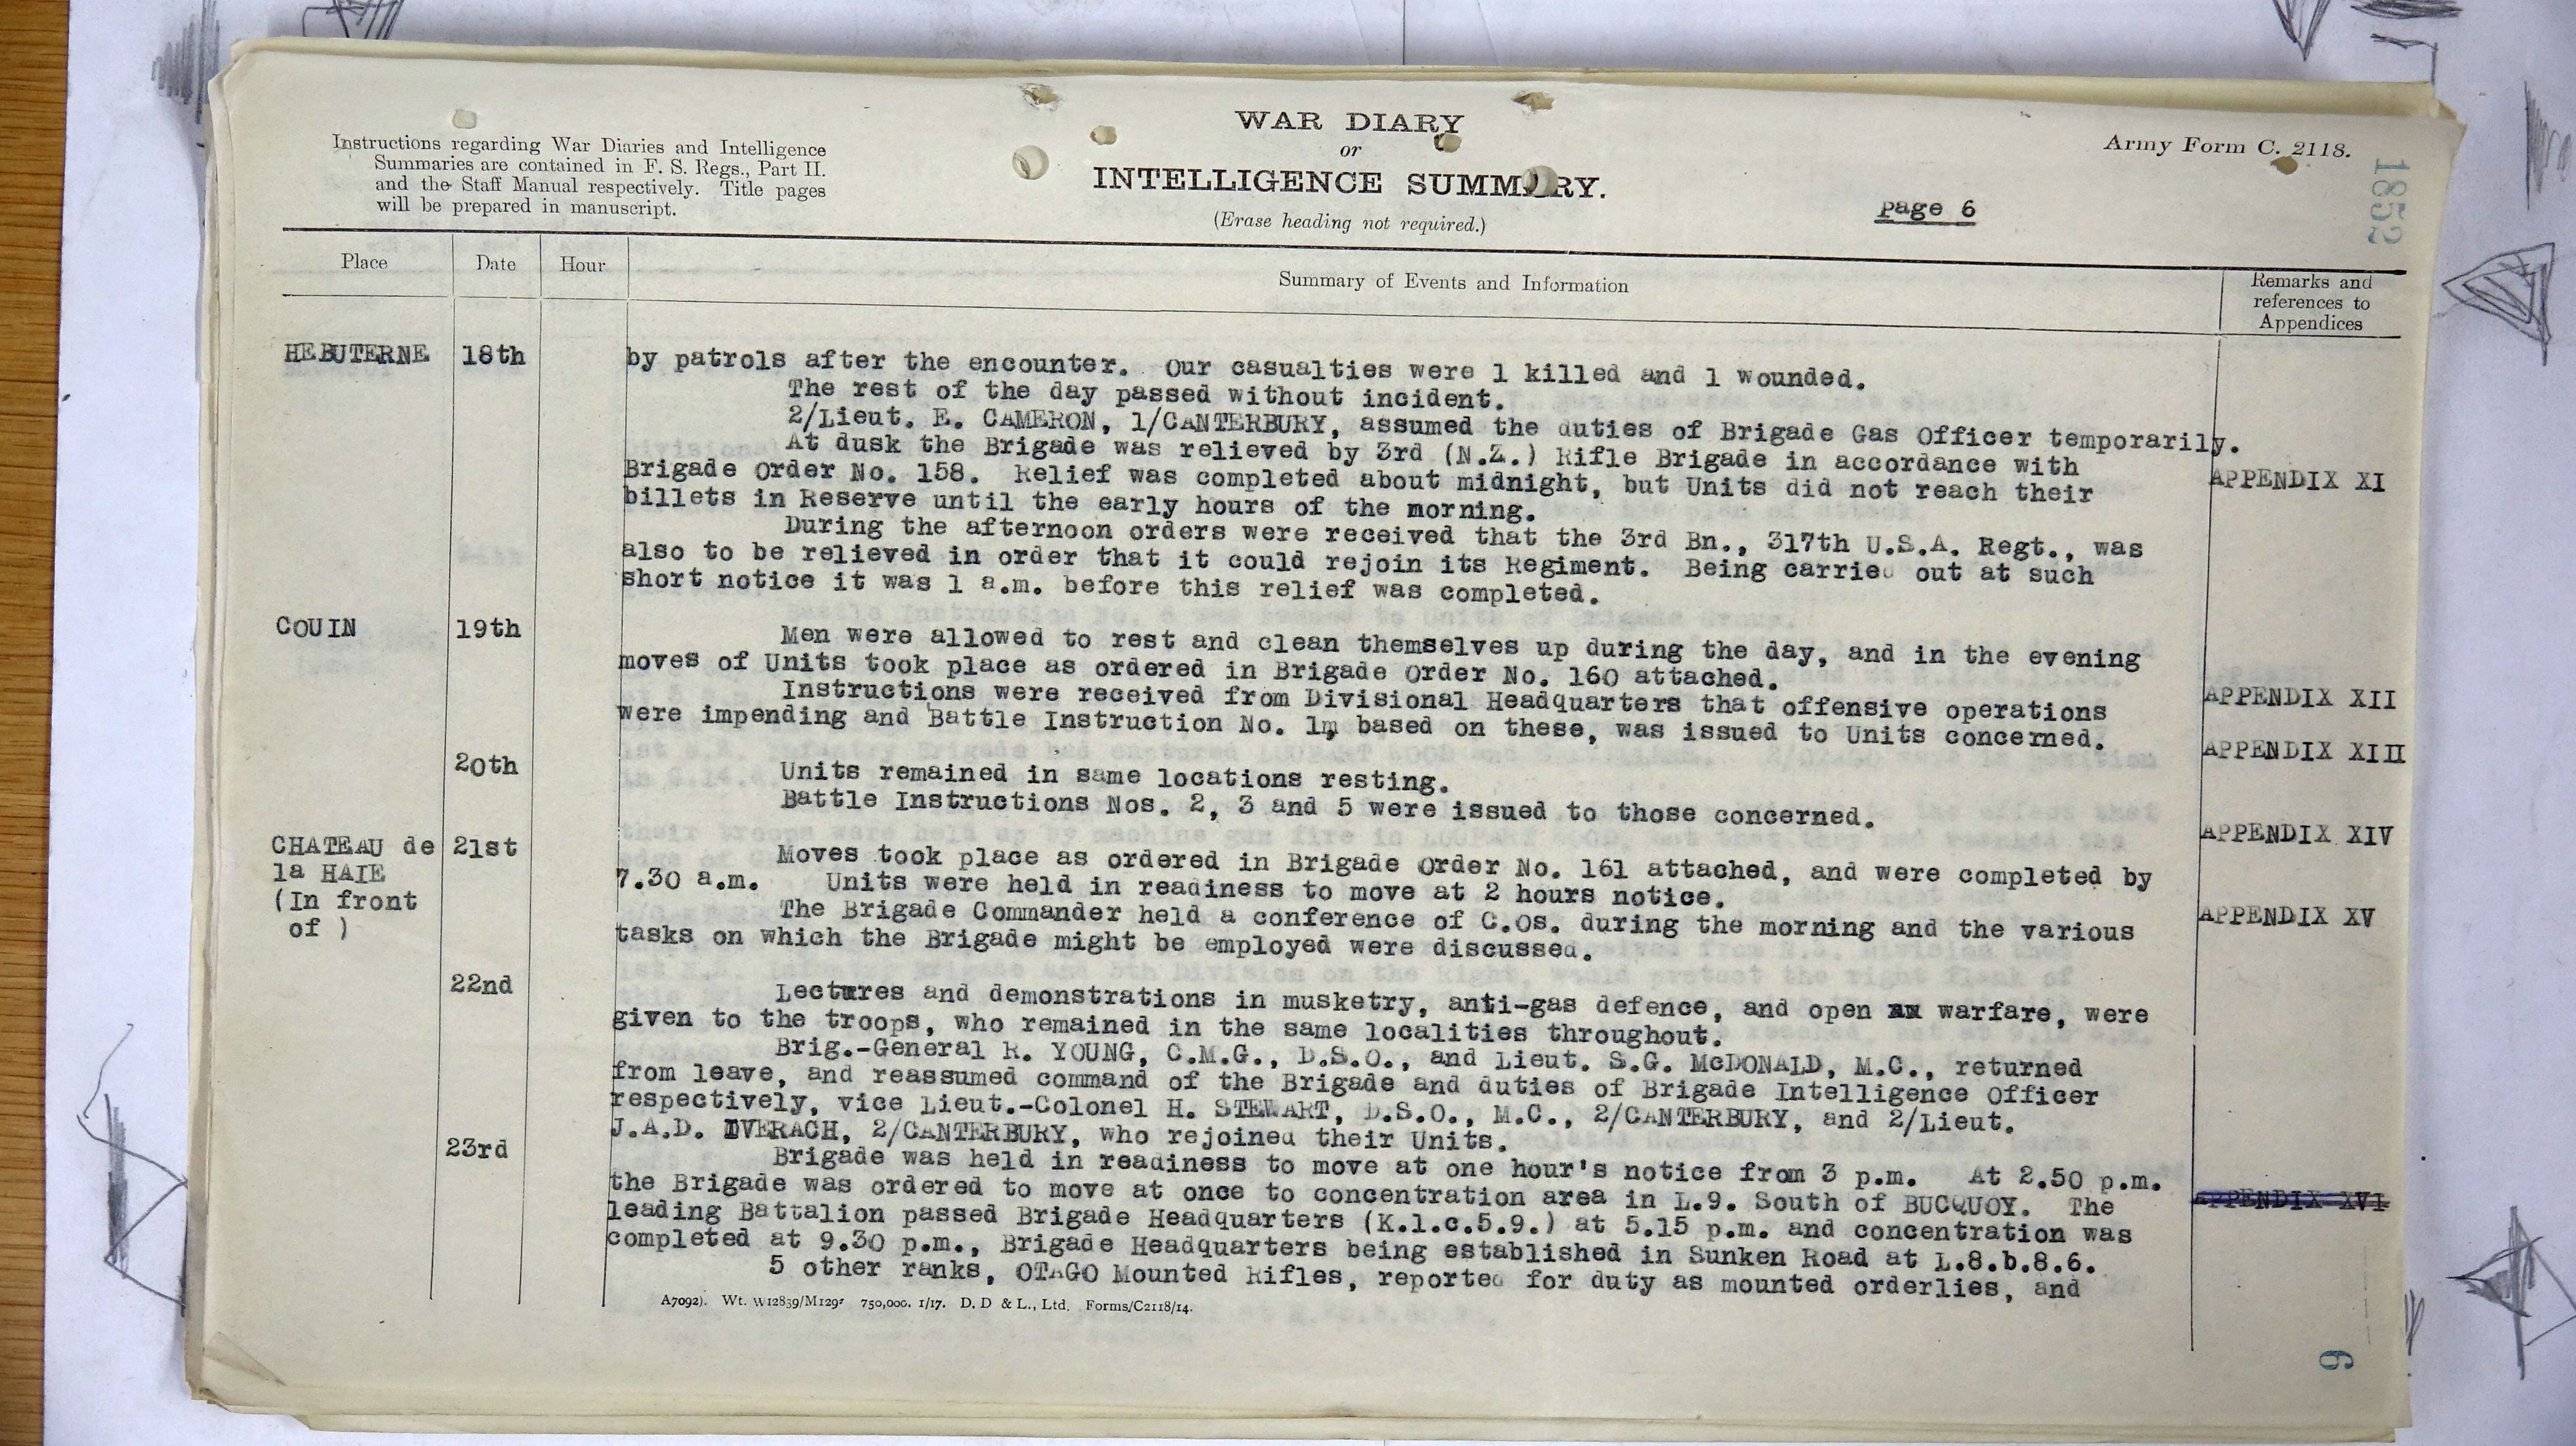 Instructions regarding War Diaries and Intelligence
Summaries are contained in F. S. Regs., Part II.
and the Staff Manual respectively. Title pages
will be prepared in manuscript.
WAR DIARY
or
INTELLIGENCE SUMMARY.
(Erase heading not required.)
page 6
Army Form C. 2118.
1852
Place Date Hour Summary of Events and Information Remarks and
references to
Appendices
HEBUTERNE 18th by patrols after the encounter. Our casualties were 1 killed and 1 wounded.
The rest of the day passed without incident.
2/Lieut. E. CAMERON, 1/CANTERBURY, assumed the duties of Brigade Gas Officer temporarily.
At dusk the Brigade was relieved by 3rd (N.Z.) Rifle Brigade in accordance with
Brigade Order No. 158. Relief was completed about midnight, but Units did not reach their APPENDIX XI
billets in Reserve until the early hours of the morning.
During the afternoon orders were received that the 3rd Bn., 317th U.S.A. Regt., was
also to be relieved in order that it could rejoin its Regiment. Being carried out at such
short notice it was 1 a.m. before this relief was completed.
COUIN 19th Men were allowed to rest and clean themselves up during the day, and in the evening
moves of Units took place as ordered in Brigade Order No. 160 attached. APPENDIX XII
Instructions were received from Divisional Headquarters that offensive operations
were impending and Battle Instruction No. 1, based on these, was issued to Units concerned. APPENDIX XIII
20th Units remained in same locations resting.
Battle Instructions Nos. 2, 3 and 5 were issued to those concerned. APPENDIX XIV
CHATEAU de 21st Moves took place as ordered in Brigade Order No. 161 attached, and were completed by
la HAIE 7.30 a.m. Units were held in readiness to move at 2 hours notice. APPENDIX XV
(In front The Brigade Commander held a conference of C.Os. during the morning and the various
of ) tasks on which the Brigade might be employed were discussed.
22nd Lectures and demonstrations in musketry, anti-gas defence, and open xx warfare, were
given to the troops, who remained in the same localities throughout.
Brig.-General R. YOUNG, C.M.G., D.S.O., and Lieut. S.G. McDONALD, M.C., returned
from leave, and reassumed command of the Brigade and duties of Brigade Intelligence Officer
respectively, vice Lieut.-Colonel H. STEWART, D.S.O., M.C., 2/CANTERBURY, and 2/Lieut.
J.A.D. IVERACH, 2/CANTERBURY, who rejoined their Units.
23rd Brigade was held in readiness to move at one hour's notice from 3 p.m. At 2.50 p.m.
the Brigade was ordered to move at once to concentration area in L.9. South of BUCQUOY. The APPENDIX XVI
leading Battalion passed Brigade Headquarters (K.1.c.5.9.) at 5.15 p.m. and concentration was
completed at 9.30 p.m., Brigade Headquarters being established in Sunken Road at L.8.b.8.6.
5 other ranks, OTAGO Mounted Rifles, reported for duty as mounted orderlies, and
A7092). Wt. W12839/M1292 750,000. 1/17. D. D & L., Ltd. Forms/C2118/14.
6